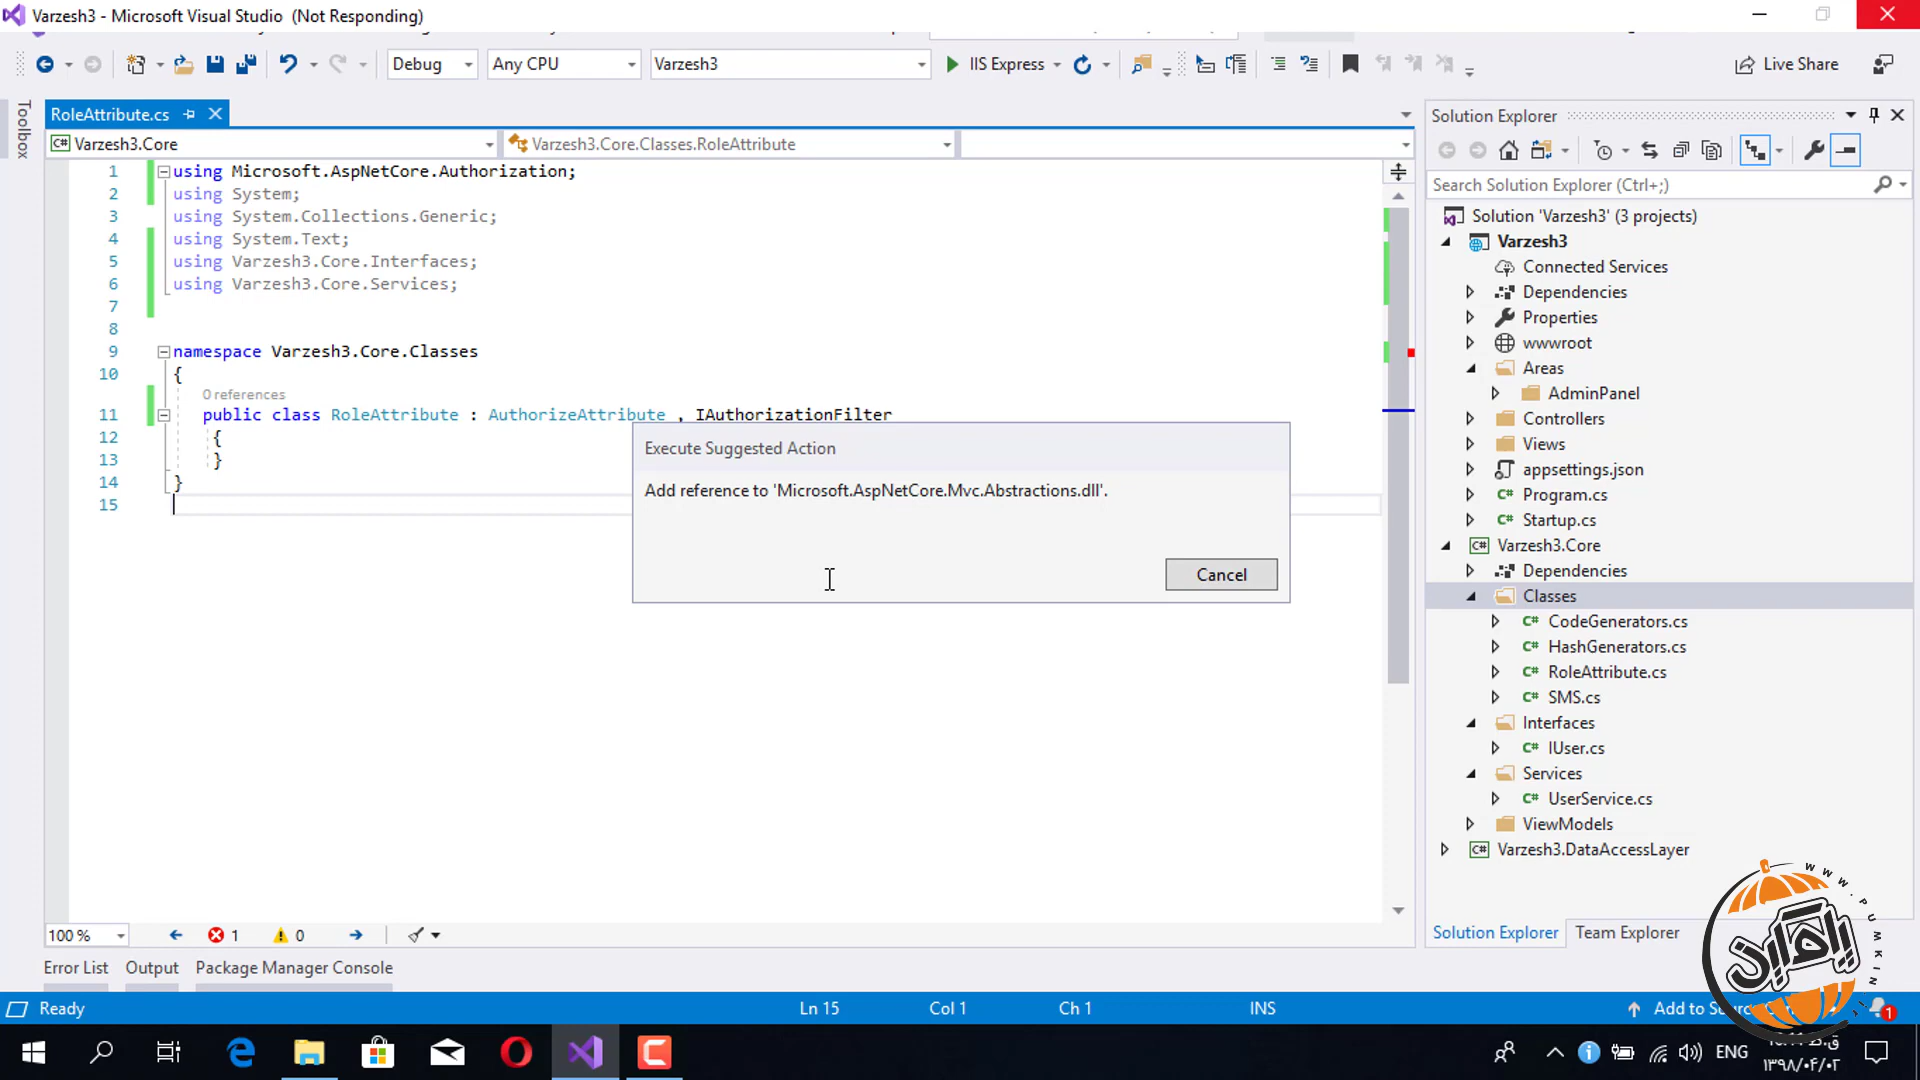 Varzesh3 - Microsoft Visual Studio (Not Responding)
Debug
Any CPU
Varzesh3
IIS Express
Live Share
Toolbox
RoleAttribute.cs
Varzesh3.Core
Varzesh3.Core.Classes.RoleAttribute
1 using Microsoft.AspNetCore.Authorization;
2 using System;
3 using System.Collections.Generic;
4 using System.Text;
5 using Varzesh3.Core.Interfaces;
6 using Varzesh3.Core.Services;
7
8
9 namespace Varzesh3.Core.Classes
10 {
0 references
11 public class RoleAttribute : AuthorizeAttribute , IAuthorizationFilter
12 {
13 }
14 }
15
Execute Suggested Action
Add reference to 'Microsoft.AspNetCore.Mvc.Abstractions.dll'.
Cancel
Solution Explorer
Search Solution Explorer (Ctrl+;)
Solution 'Varzesh3' (3 projects)
Varzesh3
Connected Services
Dependencies
Properties
wwwroot
Areas
AdminPanel
Controllers
Views
appsettings.json
C# Program.cs
C# Startup.cs
C# Varzesh3.Core
Dependencies
Classes
C# CodeGenerators.cs
C# HashGenerators.cs
C# RoleAttribute.cs
C# SMS.cs
Interfaces
C# IUser.cs
Services
C# UserService.cs
ViewModels
C# Varzesh3.DataAccessLayer
Solution Explorer
Team Explorer
100 %
1
0
Error List
Output
Package Manager Console
Ready
Ln 15
Col 1
Ch 1
INS
Add to
1
ENG
۱۳۹۸/۰۴/۰۲